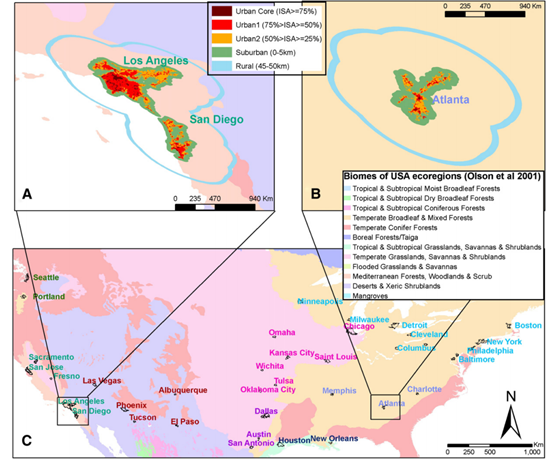 Urban Core (ISA>=75%)
Urban1 (75%>ISA>=50%)
Urban2 (50%>ISA>=25%)
Suburban (0-5km)
Rural (45-50km)
Los Angeles
San Diego
A
0 235 470 940 Km
0 235 470 940 Km
Atlanta
B
Biomes of USA ecoregions (Olson et al 2001)
Tropical & Subtropical Moist Broadleaf Forests
Tropical & Subtropical Dry Broadleaf Forests
Tropical & Subtropical Coniferous Forests
Temperate Broadleaf & Mixed Forests
Temperate Conifer Forests
Boreal Forests/Taiga
Tropical & Subtropical Grasslands, Savannas & Shrublands
Temperate Grasslands, Savannas & Shrublands
Flooded Grasslands & Savannas
Mediterranean Forests, Woodlands & Scrub
Deserts & Xeric Shrublands
Mangroves
Seattle
Portland
Minneapolis
Milwaukee
Chicago
Detroit
Cleveland
Columbus
Boston
New York
Philadelphia
Baltimore
Omaha
Kansas City
Saint Louis
Wichita
Tulsa
Oklahoma City
Sacramento
San Jose
Fresno
Las Vegas
Albuquerque
Los Angeles
San Diego
Phoenix
Tucson
El Paso
Dallas
Austin
San Antonio
Houston
New Orleans
Memphis
Atlanta
Charlotte
N
0 250 500 1,000 Km
C